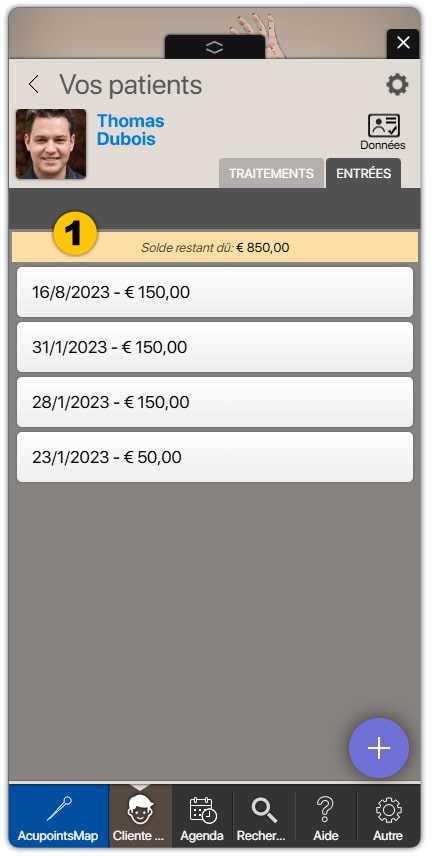 Vos patients
Thomas
Dubois
Données
TRAITEMENTS
ENTRÉES
1
Solde restant dû: € 850,00
16/8/2023 - € 150,00
31/1/2023 - € 150,00
28/1/2023 - € 150,00
23/1/2023 - € 50,00
AcupointsMap
Cliente ...
Agenda
Recher...
Aide
Autre